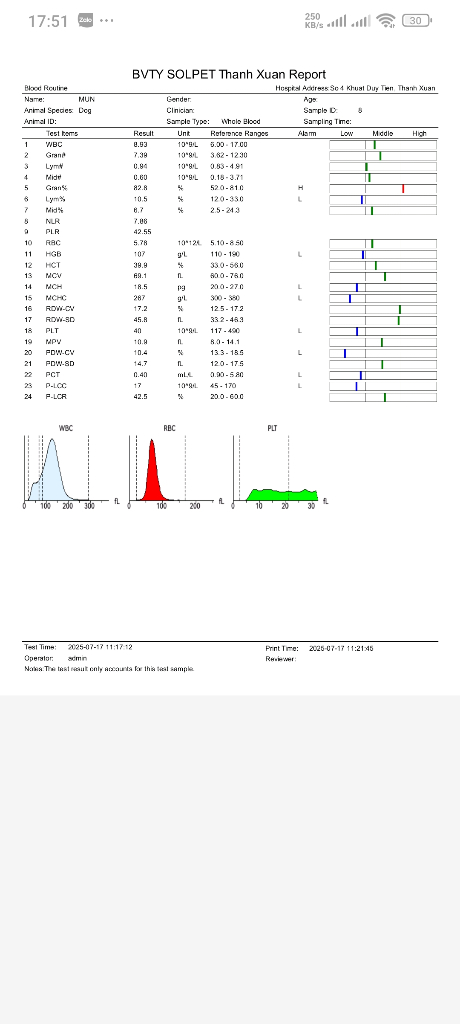 17:51 Zalo 250 KB/s 30
BVTY SOLPET Thanh Xuan Report
Blood Routine Hospital Address:So 4 Khuat Duy Tien, Thanh Xuan
Name: MUN Gender: Age:
Animal Species: Dog Clinician: Sample ID: 8
Animal ID: Sample Type: Whole Blood Sampling Time:
Test Items Result Unit Reference Ranges Alarm Low Middle High
1 WBC 8.93 10^9/L 6.00 - 17.00
2 Gran# 7.39 10^9/L 3.62 - 12.30
3 Lym# 0.94 10^9/L 0.83 - 4.91
4 Mid# 0.60 10^9/L 0.18 - 3.71
5 Gran% 82.8 % 52.0 - 81.0 H
6 Lym% 10.5 % 12.0 - 33.0 L
7 Mid% 6.7 % 2.5 - 24.3
8 NLR 7.86
9 PLR 42.55
10 RBC 5.78 10^12/L 5.10 - 8.50
11 HGB 107 g/L 110 - 190 L
12 HCT 39.9 % 33.0 - 56.0
13 MCV 69.1 fL 60.0 - 76.0
14 MCH 18.5 pg 20.0 - 27.0 L
15 MCHC 267 g/L 300 - 380 L
16 RDW-CV 17.2 % 12.5 - 17.2
17 RDW-SD 45.8 fL 33.2 - 46.3
18 PLT 40 10^9/L 117 - 490 L
19 MPV 10.9 fL 8.0 - 14.1
20 PDW-CV 10.4 % 13.3 - 18.5 L
21 PDW-SD 14.7 fL 12.0 - 17.5
22 PCT 0.40 mL/L 0.90 - 5.80 L
23 P-LCC 17 10^9/L 45 - 170 L
24 P-LCR 42.5 % 20.0 - 60.0
WBC RBC PLT
0 100 200 300 fL 0 100 200 fL 0 10 20 30 fL
Test Time: 2025-07-17 11:17:12 Print Time: 2025-07-17 11:21:45
Operator: admin Reviewer:
Notes:The test result only accounts for this test sample.